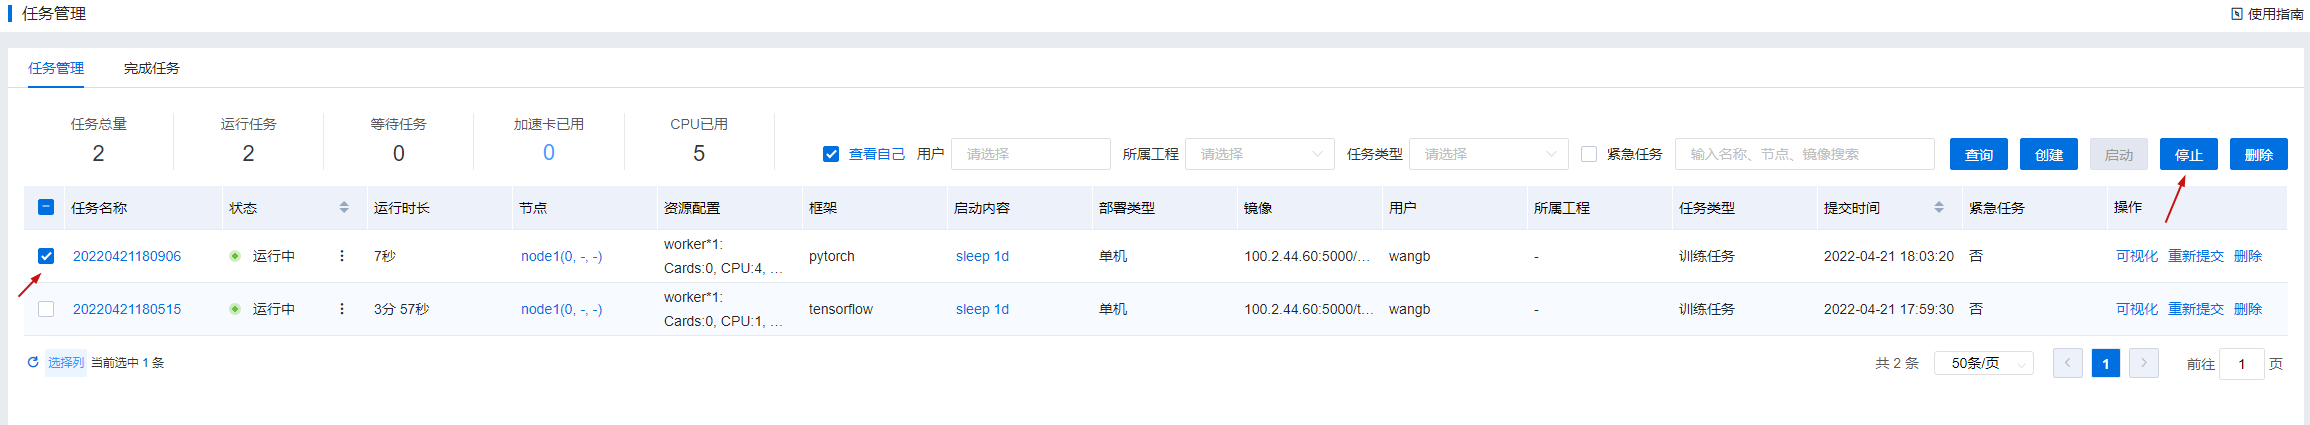 任务管理
使用指南
任务管理 完成任务
任务总量 运行任务 等待任务 加速卡已用 CPU已用
2 2 0 0 5
查看自己 用户 请选择 所属工程 请选择 任务类型 请选择 紧急任务 输入名称、节点、镜像搜索 查询 创建 启动 停止 删除
任务名称 状态 运行时长 节点 资源配置 框架 启动内容 部署类型 镜像 用户 所属工程 任务类型 提交时间 紧急任务 操作
20220421180906 运行中 7秒 node1(0, -, -) worker*1: Cards:0, CPU:4, … pytorch sleep 1d 单机 100.2.44.60:5000/… wangb - 训练任务 2022-04-21 18:03:20 否 可视化 重新提交 删除
20220421180515 运行中 3分 57秒 node1(0, -, -) worker*1: Cards:0, CPU:1, … tensorflow sleep 1d 单机 100.2.44.60:5000/t… wangb - 训练任务 2022-04-21 17:59:30 否 可视化 重新提交 删除
选择列 当前选中 1 条
共 2 条 50条/页 1 前往 1 页